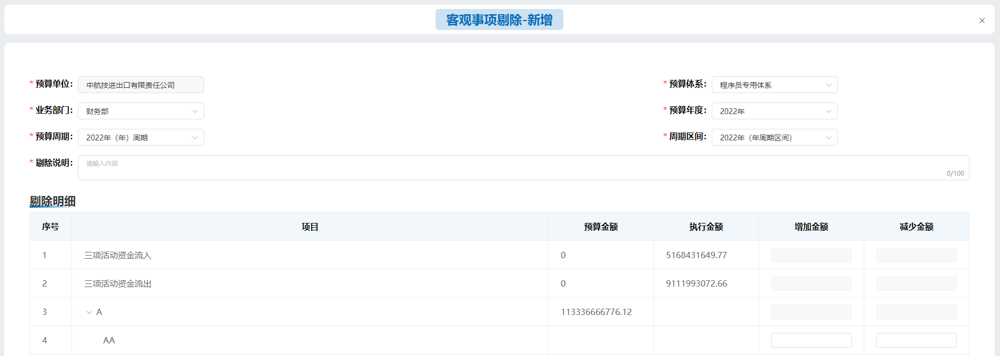 客观事项剔除-新增
* 预算单位： 中航技进出口有限责任公司
* 预算体系： 程序员专用体系
* 业务部门： 财务部
* 预算年度： 2022年
* 预算周期： 2022年（年）周期
* 周期区间： 2022年（年周期区间）
* 剔除说明： 请输入内容
0/100
剔除明细
序号 项目 预算金额 执行金额 增加金额 减少金额
1 三项活动资金流入 0 5168431649.77
2 三项活动资金流出 0 9111993072.66
3 A 113336666776.12
4 AA